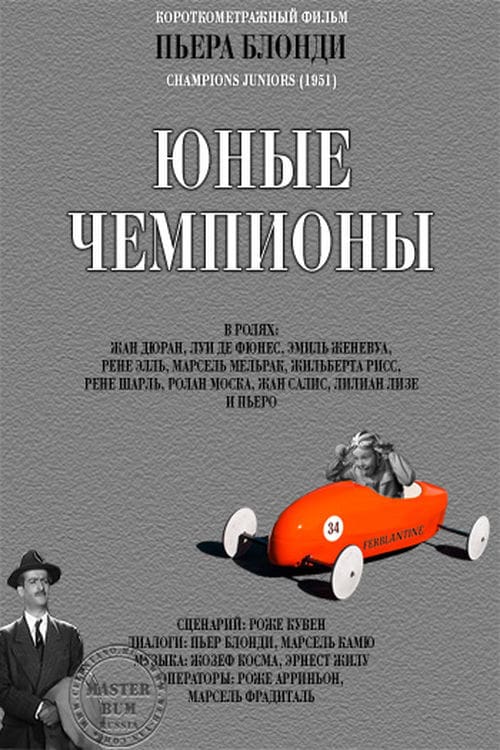 КОРОТКОМЕТРАЖНЫЙ ФИЛЬМ
ПЬЕРА БЛОНДИ
CHAMPIONS JUNIORS (1951)
ЮНЫЕ
ЧЕМПИОНЫ
В РОЛЯХ:
ЖАН ДЮРАН, ЛУИ ДЕ ФЮНЕС, ЭМИЛЬ ЖЕНЕВУА,
РЕНЕ ЭЛЛЬ, МАРСЕЛЬ МЕЛЬРАК, ЖИЛЬБЕРТА РИСС,
РЕНЕ ШАРЛЬ, РОЛАН МОСКА, ЖАН САЛИС, ЛИЛИАН ЛИЗЕ
И ПЬЕРО
34
FERBLANTINE
СЦЕНАРИЙ: РОЖЕ КУВЕН
ДИАЛОГИ: ПЬЕР БЛОНДИ, МАРСЕЛЬ КАМЮ
МУЗЫКА: ЖОЗЕФ КОСМА, ЭРНЕСТ ЖИЛУ
ОПЕРАТОРЫ: РОЖЕ АРРИНЬОН,
МАРСЕЛЬ ФРАДИТАЛЬ
MASTER
BUM
RUSSIA